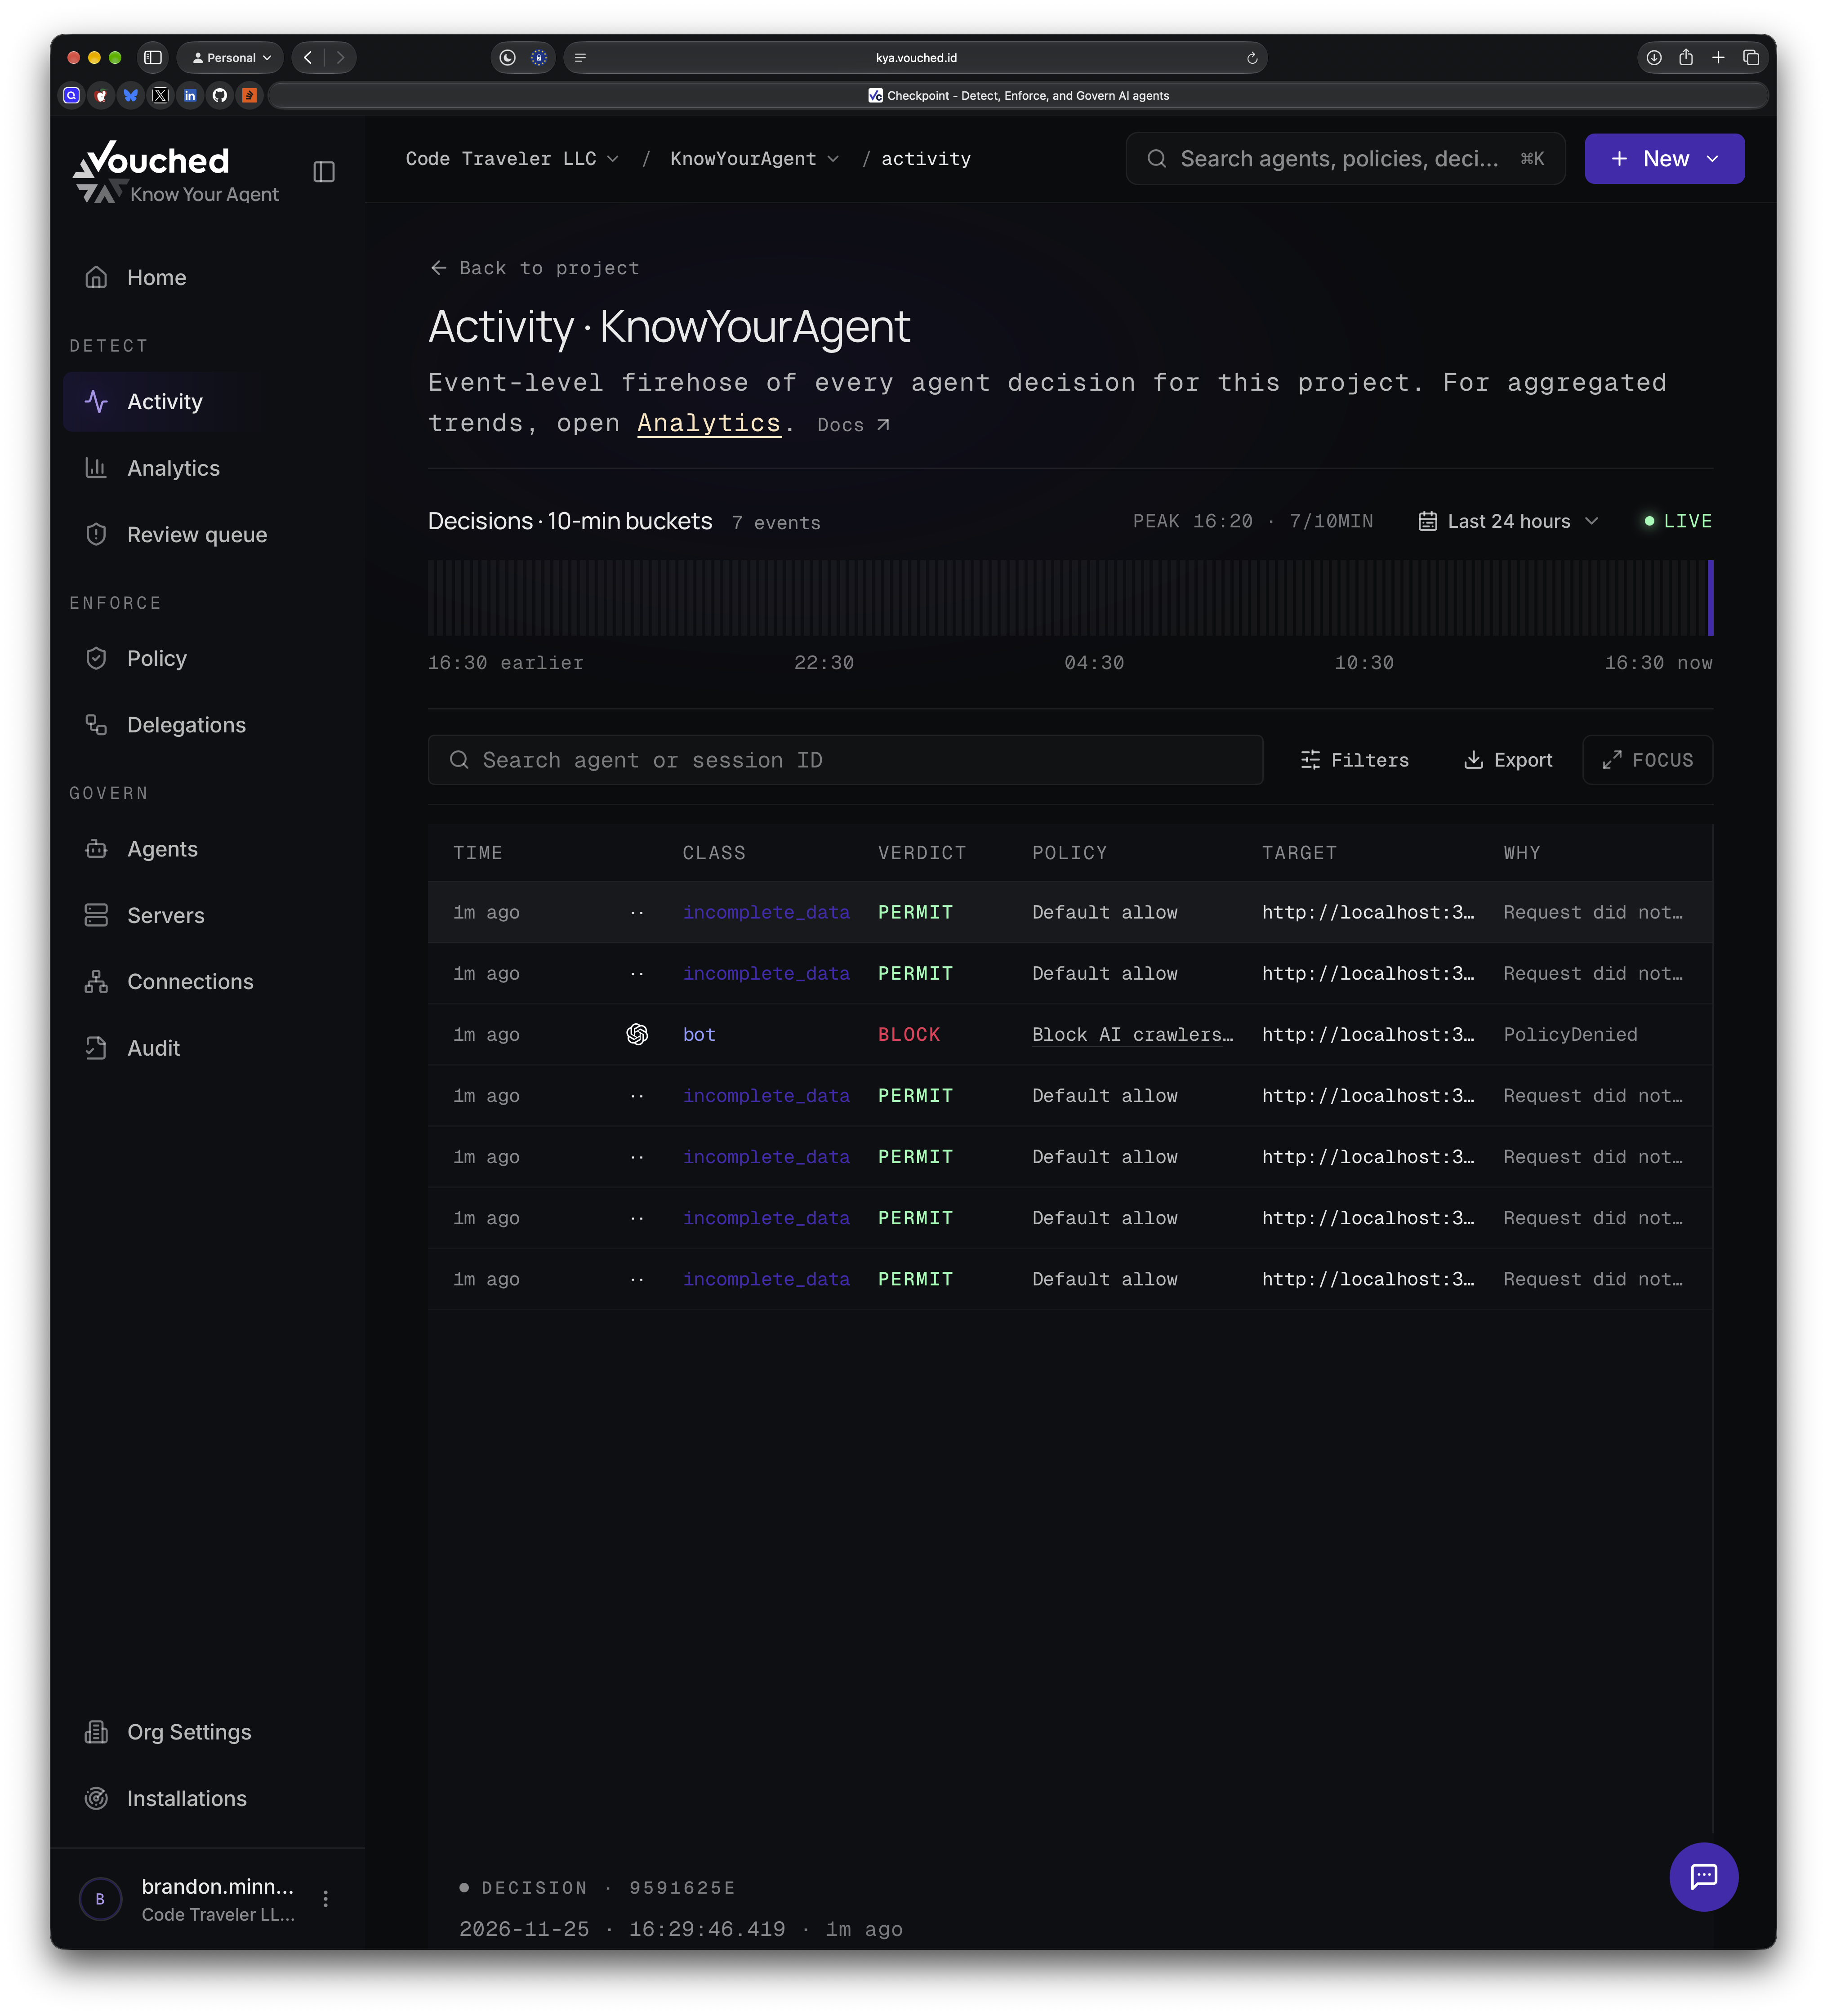 Personal
kya.vouched.id
Checkpoint - Detect, Enforce, and Govern AI agents
Vouched
Know Your Agent
Code Traveler LLC / KnowYourAgent / activity
Search agents, policies, deci... ⌘K
+ New
Home
DETECT
Activity
Analytics
Review queue
ENFORCE
Policy
Delegations
GOVERN
Agents
Servers
Connections
Audit
Org Settings
Installations
B
brandon.minn...
Code Traveler LL...
← Back to project
Activity · KnowYourAgent
Event-level firehose of every agent decision for this project. For aggregated
trends, open Analytics. Docs ↗
Decisions · 10-min buckets 7 events PEAK 16:20 · 7/10MIN Last 24 hours LIVE
16:30 earlier 22:30 04:30 10:30 16:30 now
Search agent or session ID Filters Export FOCUS
TIME CLASS VERDICT POLICY TARGET WHY
1m ago ·· incomplete_data PERMIT Default allow http://localhost:3… Request did not…
1m ago ·· incomplete_data PERMIT Default allow http://localhost:3… Request did not…
1m ago bot BLOCK Block AI crawlers… http://localhost:3… PolicyDenied
1m ago ·· incomplete_data PERMIT Default allow http://localhost:3… Request did not…
1m ago ·· incomplete_data PERMIT Default allow http://localhost:3… Request did not…
1m ago ·· incomplete_data PERMIT Default allow http://localhost:3… Request did not…
1m ago ·· incomplete_data PERMIT Default allow http://localhost:3… Request did not…
DECISION · 9591625E
2026-11-25 · 16:29:46.419 · 1m ago